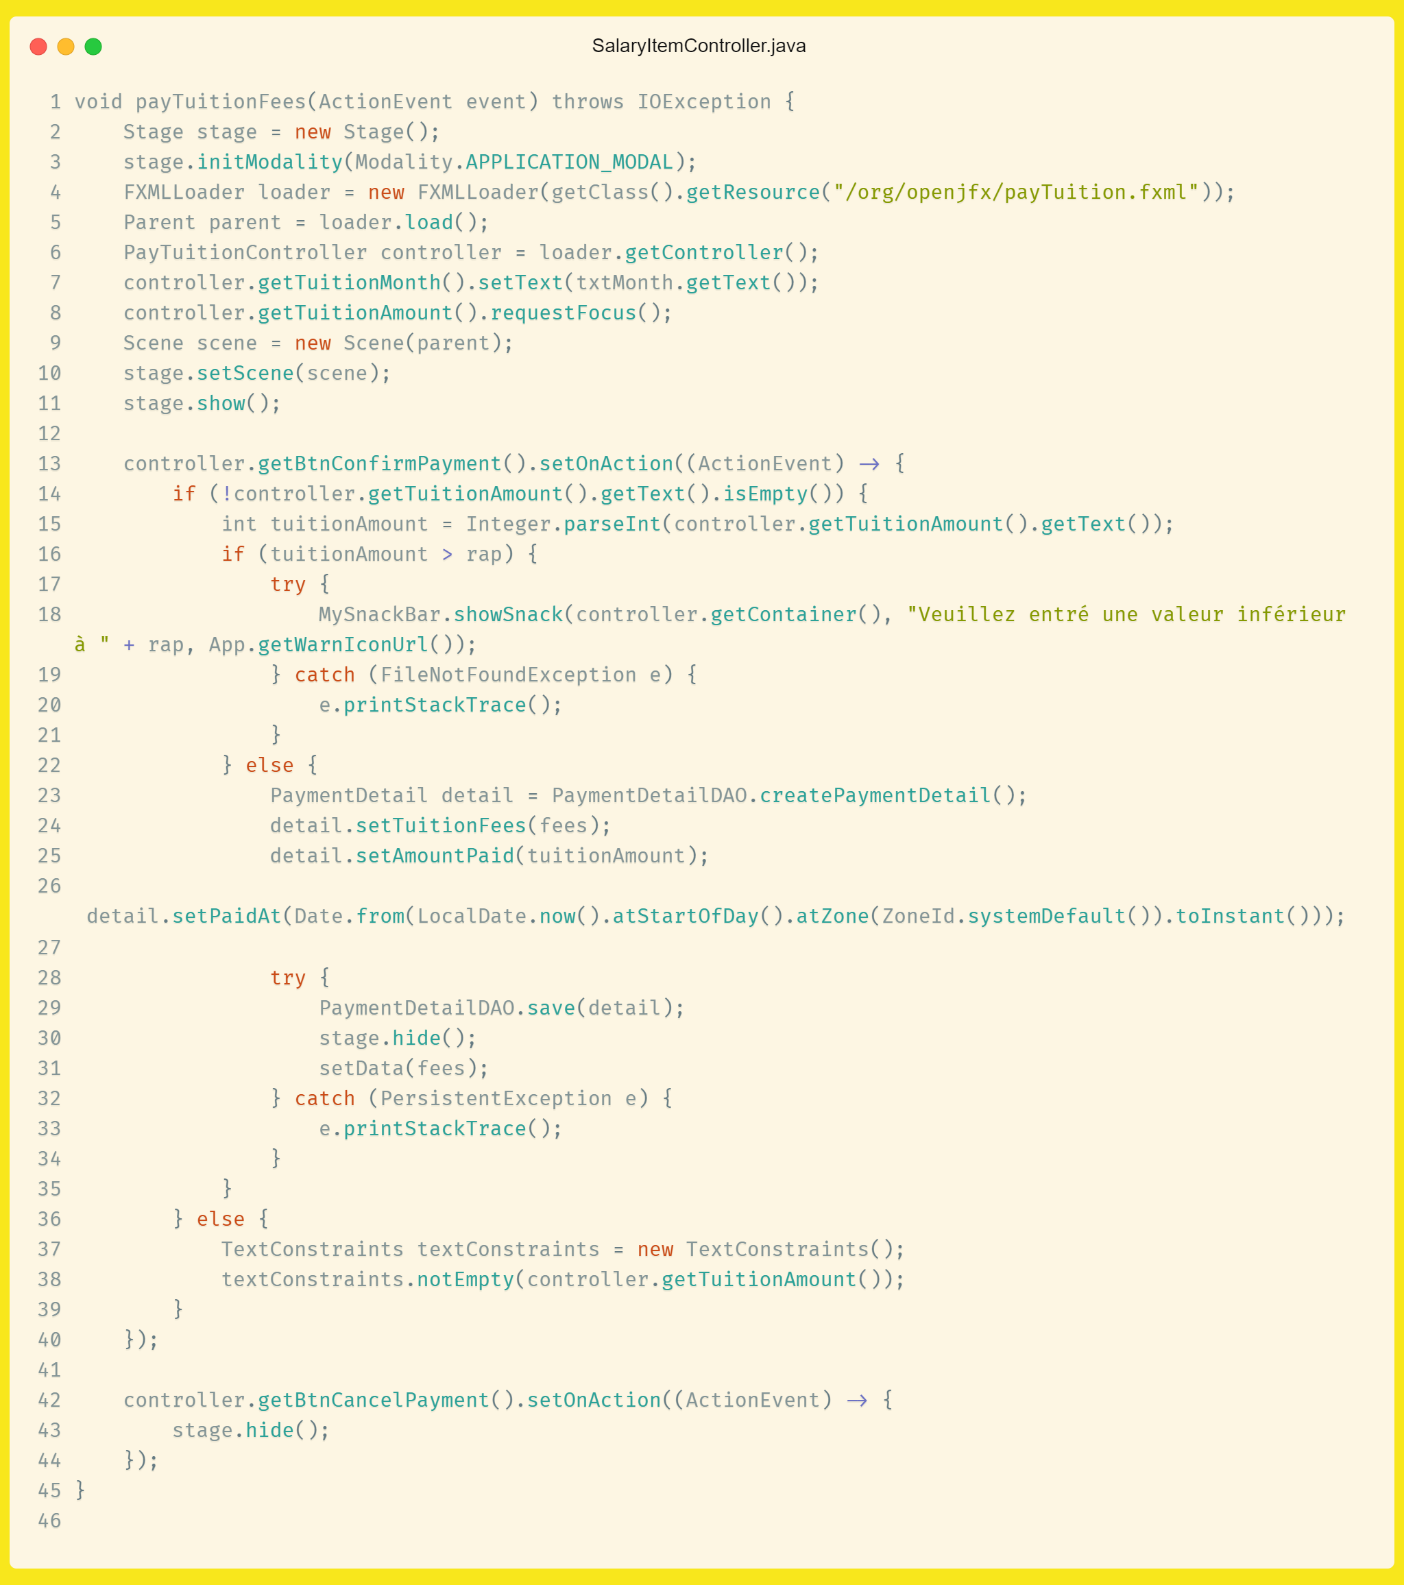 SalaryItemController.java
1 void payTuitionFees(ActionEvent event) throws IOException {
2     Stage stage = new Stage();
3     stage.initModality(Modality.APPLICATION_MODAL);
4     FXMLLoader loader = new FXMLLoader(getClass().getResource("/org/openjfx/payTuition.fxml"));
5     Parent parent = loader.load();
6     PayTuitionController controller = loader.getController();
7     controller.getTuitionMonth().setText(txtMonth.getText());
8     controller.getTuitionAmount().requestFocus();
9     Scene scene = new Scene(parent);
10     stage.setScene(scene);
11     stage.show();
12
13     controller.getBtnConfirmPayment().setOnAction((ActionEvent) -> {
14         if (!controller.getTuitionAmount().getText().isEmpty()) {
15             int tuitionAmount = Integer.parseInt(controller.getTuitionAmount().getText());
16             if (tuitionAmount > rap) {
17                 try {
18                     MySnackBar.showSnack(controller.getContainer(), "Veuillez entré une valeur inférieur
à " + rap, App.getWarnIconUrl());
19                 } catch (FileNotFoundException e) {
20                     e.printStackTrace();
21                 }
22             } else {
23                 PaymentDetail detail = PaymentDetailDAO.createPaymentDetail();
24                 detail.setTuitionFees(fees);
25                 detail.setAmountPaid(tuitionAmount);
26
detail.setPaidAt(Date.from(LocalDate.now().atStartOfDay().atZone(ZoneId.systemDefault()).toInstant()));
27
28                 try {
29                     PaymentDetailDAO.save(detail);
30                     stage.hide();
31                     setData(fees);
32                 } catch (PersistentException e) {
33                     e.printStackTrace();
34                 }
35             }
36         } else {
37             TextConstraints textConstraints = new TextConstraints();
38             textConstraints.notEmpty(controller.getTuitionAmount());
39         }
40     });
41
42     controller.getBtnCancelPayment().setOnAction((ActionEvent) -> {
43         stage.hide();
44     });
45 }
46